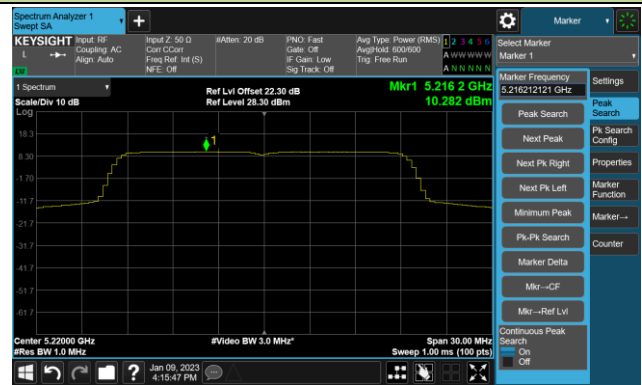 Spectrum Analyzer 1
Swept SA
Marker
KEYSIGHT
L
Input: RF
Coupling: AC
Align: Auto
Input Z: 50 Ω
Corr CCorr
Freq Ref: Int (S)
NFE: Off
#Atten: 20 dB
PNO: Fast
Gate: Off
IF Gain: Low
Sig Track: Off
Avg Type: Power (RMS)
Avg|Hold: 600/600
Trig: Free Run
1 2 3 4 5 6
A W W W W W
A N N N N N
Select Marker
Marker 1
1 Spectrum
Scale/Div 10 dB
Log
Ref Lvl Offset 22.30 dB
Ref Level 28.30 dBm
Mkr1 5.216 2 GHz
10.282 dBm
Marker Frequency
5.216212121 GHz
Settings
Peak Search
Next Peak
Next Pk Right
Next Pk Left
Minimum Peak
Pk-Pk Search
Marker Delta
Mkr→CF
Mkr→Ref Lvl
Continuous Peak
Search
On
Off
Peak
Search
Pk Search
Config
Properties
Marker
Function
Marker→
Counter
18.3
8.30
-1.70
-11.7
-21.7
-31.7
-41.7
-51.7
-61.7
1
Center 5.22000 GHz
#Res BW 1.0 MHz
#Video BW 3.0 MHz*
Span 30.00 MHz
Sweep 1.00 ms (100 pts)
?
Jan 09, 2023
4:15:47 PM